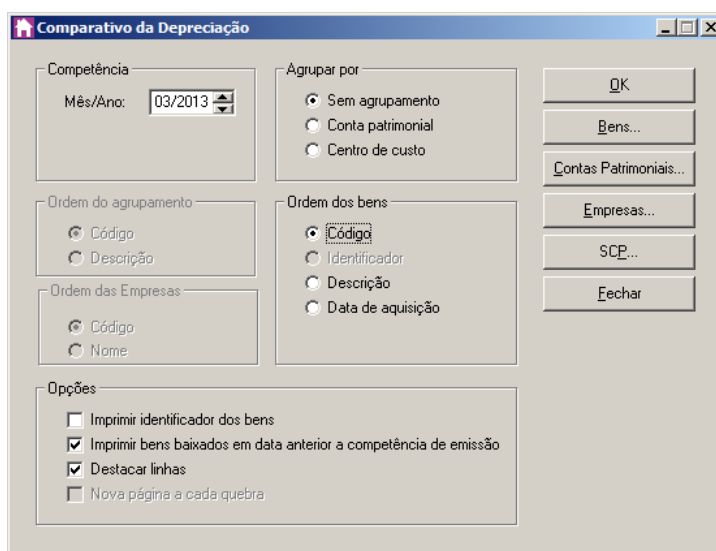 Comparativo da Depreciação
Competência
Mês/Ano: 03/2013
Agrupar por
Sem agrupamento
Conta patrimonial
Centro de custo
Ordem do agrupamento
Código
Descrição
Ordem dos bens
Código
Identificador
Descrição
Data de aquisição
Ordem das Empresas
Código
Nome
Opções
Imprimir identificador dos bens
Imprimir bens baixados em data anterior a competência de emissão
Destacar linhas
Nova página a cada quebra
OK
Bens...
Contas Patrimoniais...
Empresas...
SCP...
Fechar